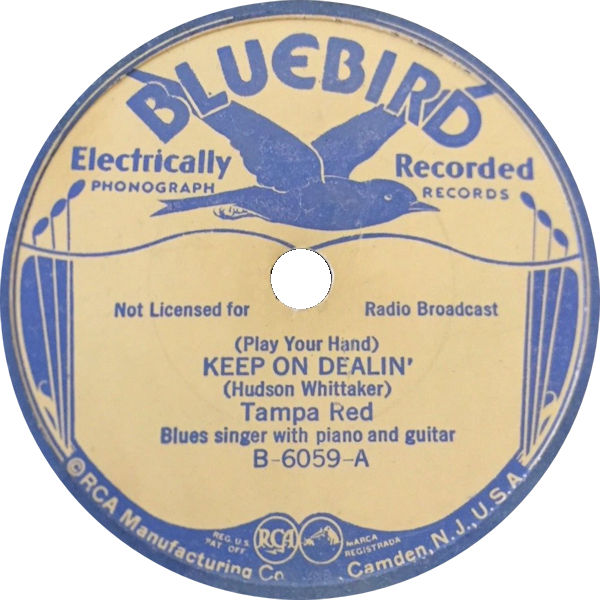 BLUEBIRD
Electrically Recorded
PHONOGRAPH RECORDS
Not Licensed for Radio Broadcast
(Play Your Hand)
KEEP ON DEALIN'
(Hudson Whittaker)
Tampa Red
Blues singer with piano and guitar
B-6059-A
REG. U.S. PAT. OFF.
RCA
MARCA REGISTRADA
©RCA Manufacturing Co. Camden, N.J., U.S.A.